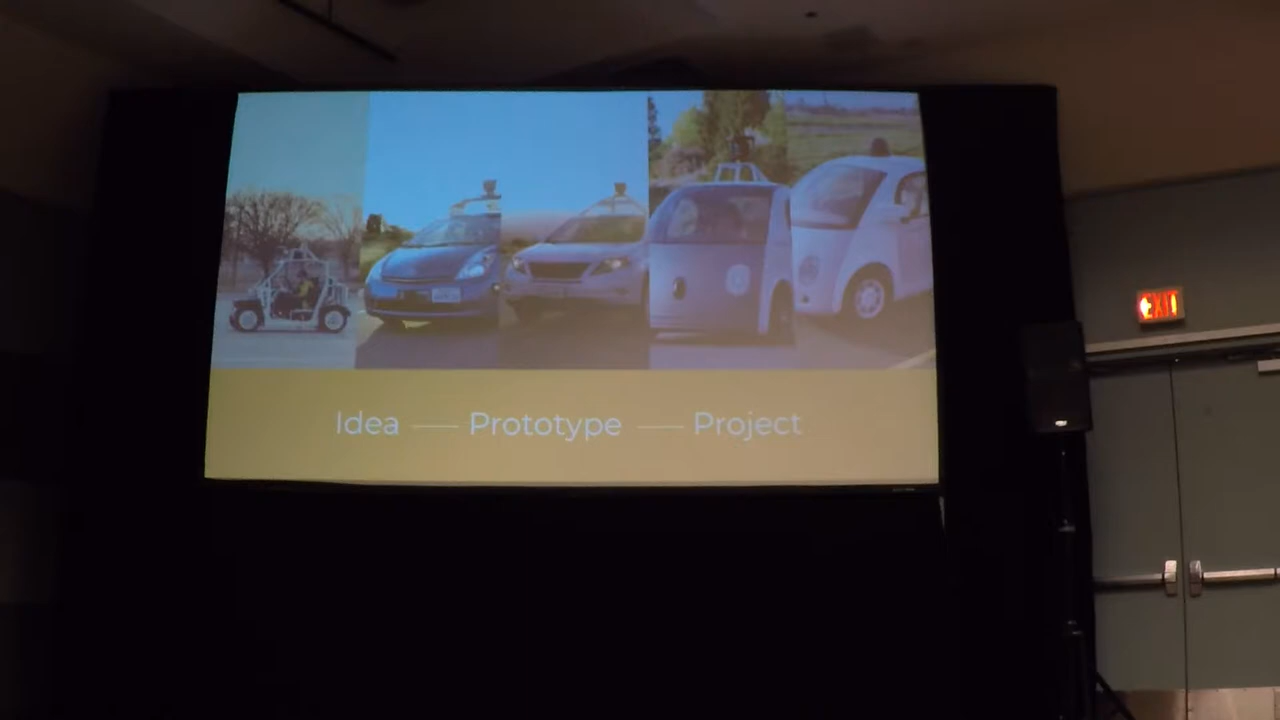 Idea — Prototype — Project
EXIT